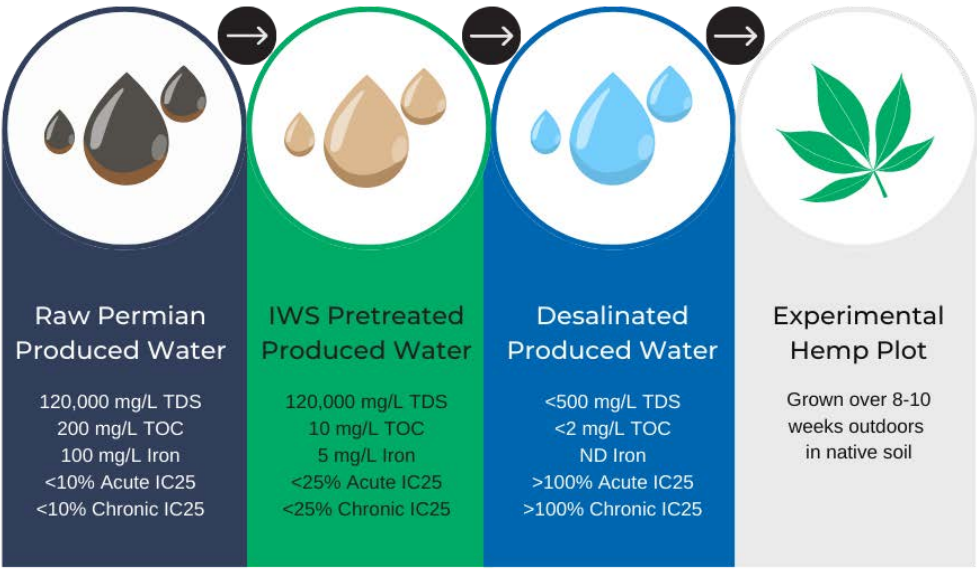 Raw Permian
Produced Water
120,000 mg/L TDS
200 mg/L TOC
100 mg/L Iron
<10% Acute IC25
<10% Chronic IC25
IWS Pretreated
Produced Water
120,000 mg/L TDS
10 mg/L TOC
5 mg/L Iron
<25% Acute IC25
<25% Chronic IC25
Desalinated
Produced Water
<500 mg/L TDS
<2 mg/L TOC
ND Iron
>100% Acute IC25
>100% Chronic IC25
Experimental
Hemp Plot
Grown over 8-10
weeks outdoors
in native soil